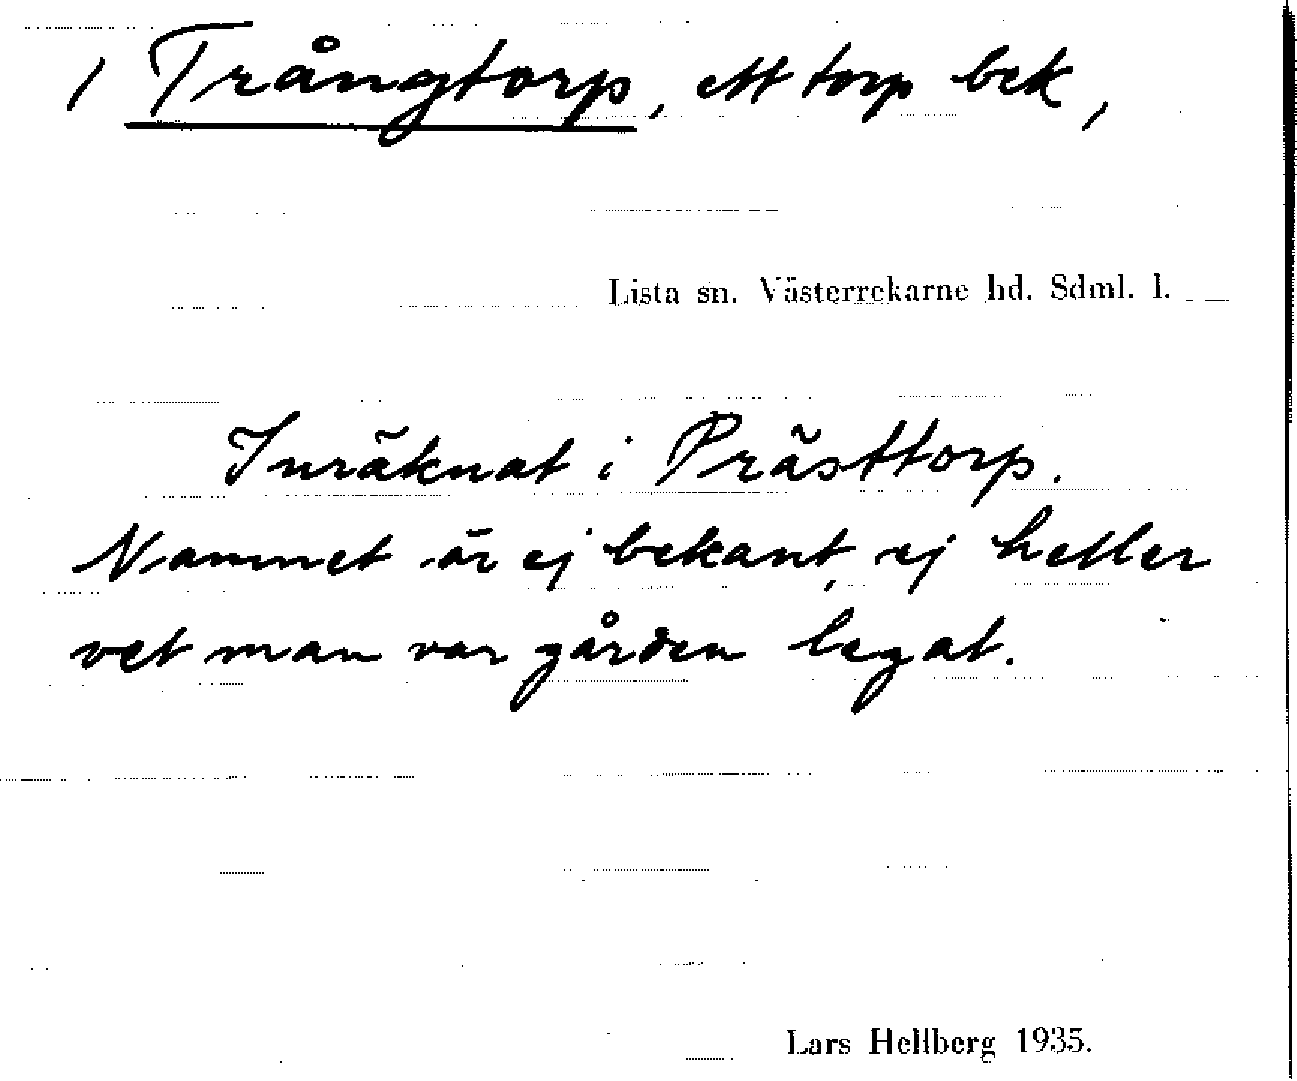 / Trångtorp, ett torp bek,
Lista sn. Västerrekarne hd. Sdml. l.
Inräknat i Prästtorp.
Namnet är ej bekant, ej heller
vet man var gården legat.
Lars Hellberg 1935.